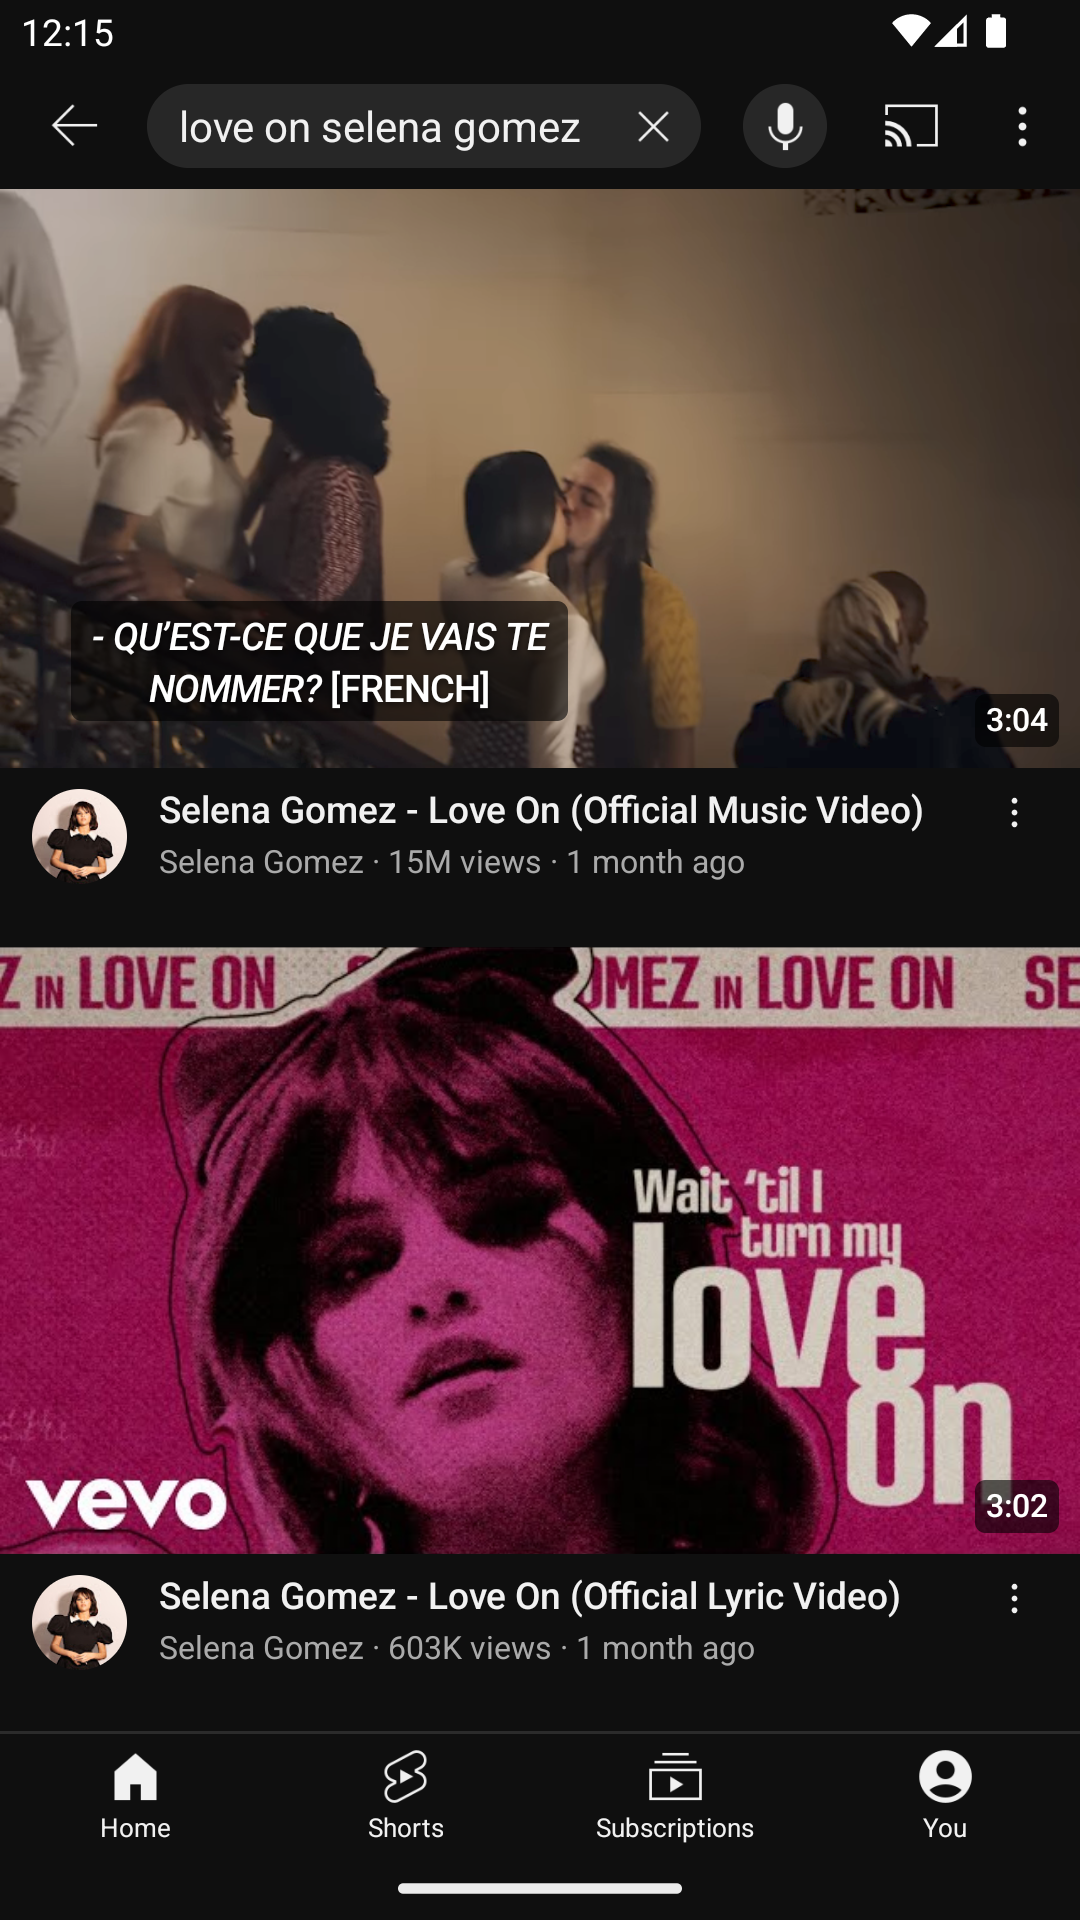 12:15
love on selena gomez
- QU’EST-CE QUE JE VAIS TE
NOMMER? [FRENCH]
3:04
Selena Gomez - Love On (Official Music Video)
Selena Gomez · 15M views · 1 month ago
Z IN LOVE ON OMEZ IN LOVE ON SE
Wait ‘til I
turn my
love
on
vevo
3:02
Selena Gomez - Love On (Official Lyric Video)
Selena Gomez · 603K views · 1 month ago
Home Shorts Subscriptions You